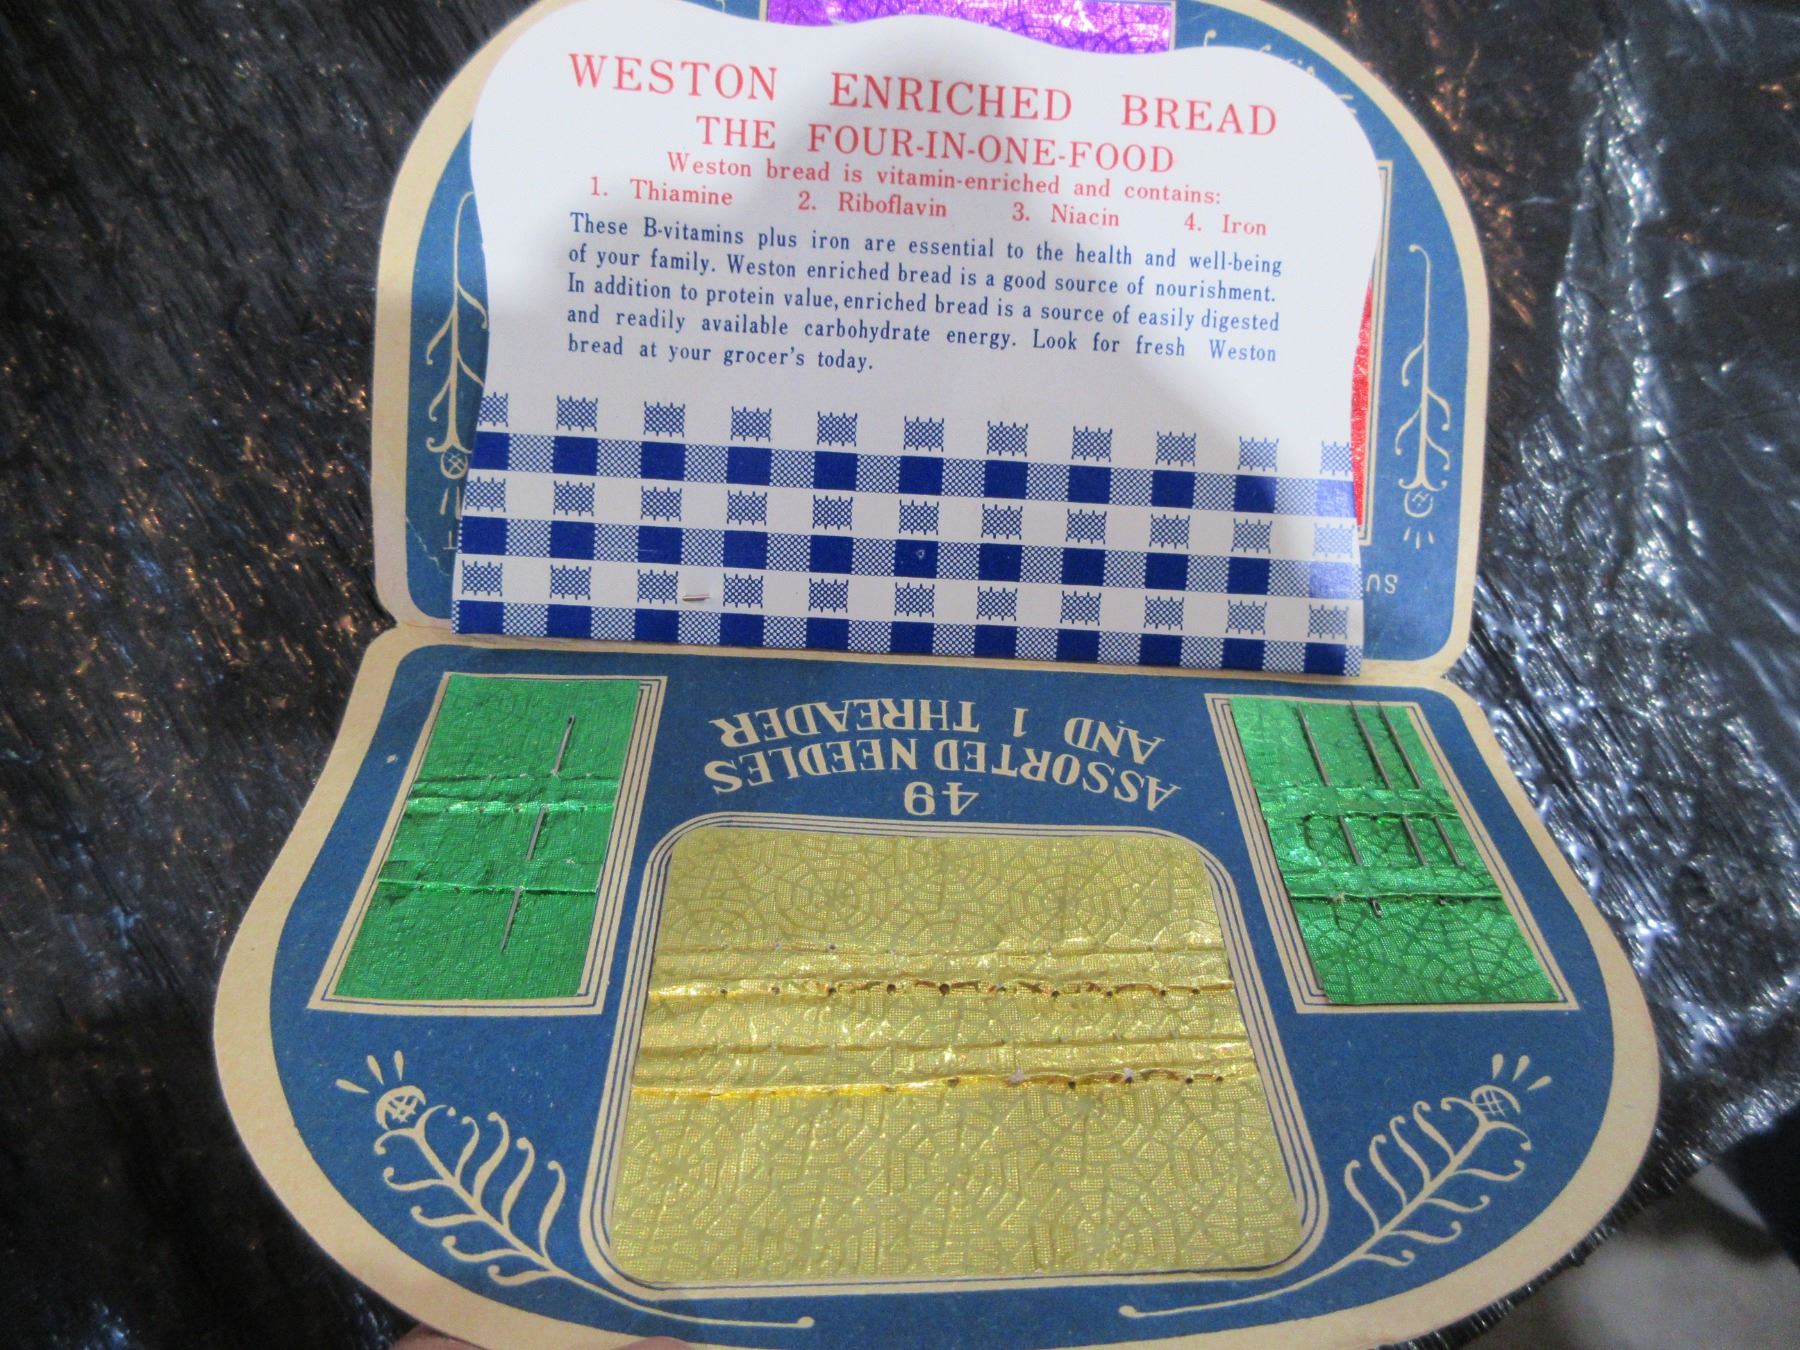 WESTON ENRICHED BREAD
THE FOUR-IN-ONE-FOOD
Weston bread is vitamin-enriched and contains:
1. Thiamine 2. Riboflavin 3. Niacin 4. Iron
These B-vitamins plus iron are essential to the health and well-being
of your family. Weston enriched bread is a good source of nourishment.
In addition to protein value, enriched bread is a source of easily digested
and readily available carbohydrate energy. Look for fresh Weston
bread at your grocer's today.
49
ASSORTED NEEDLES
AND 1 THREADER